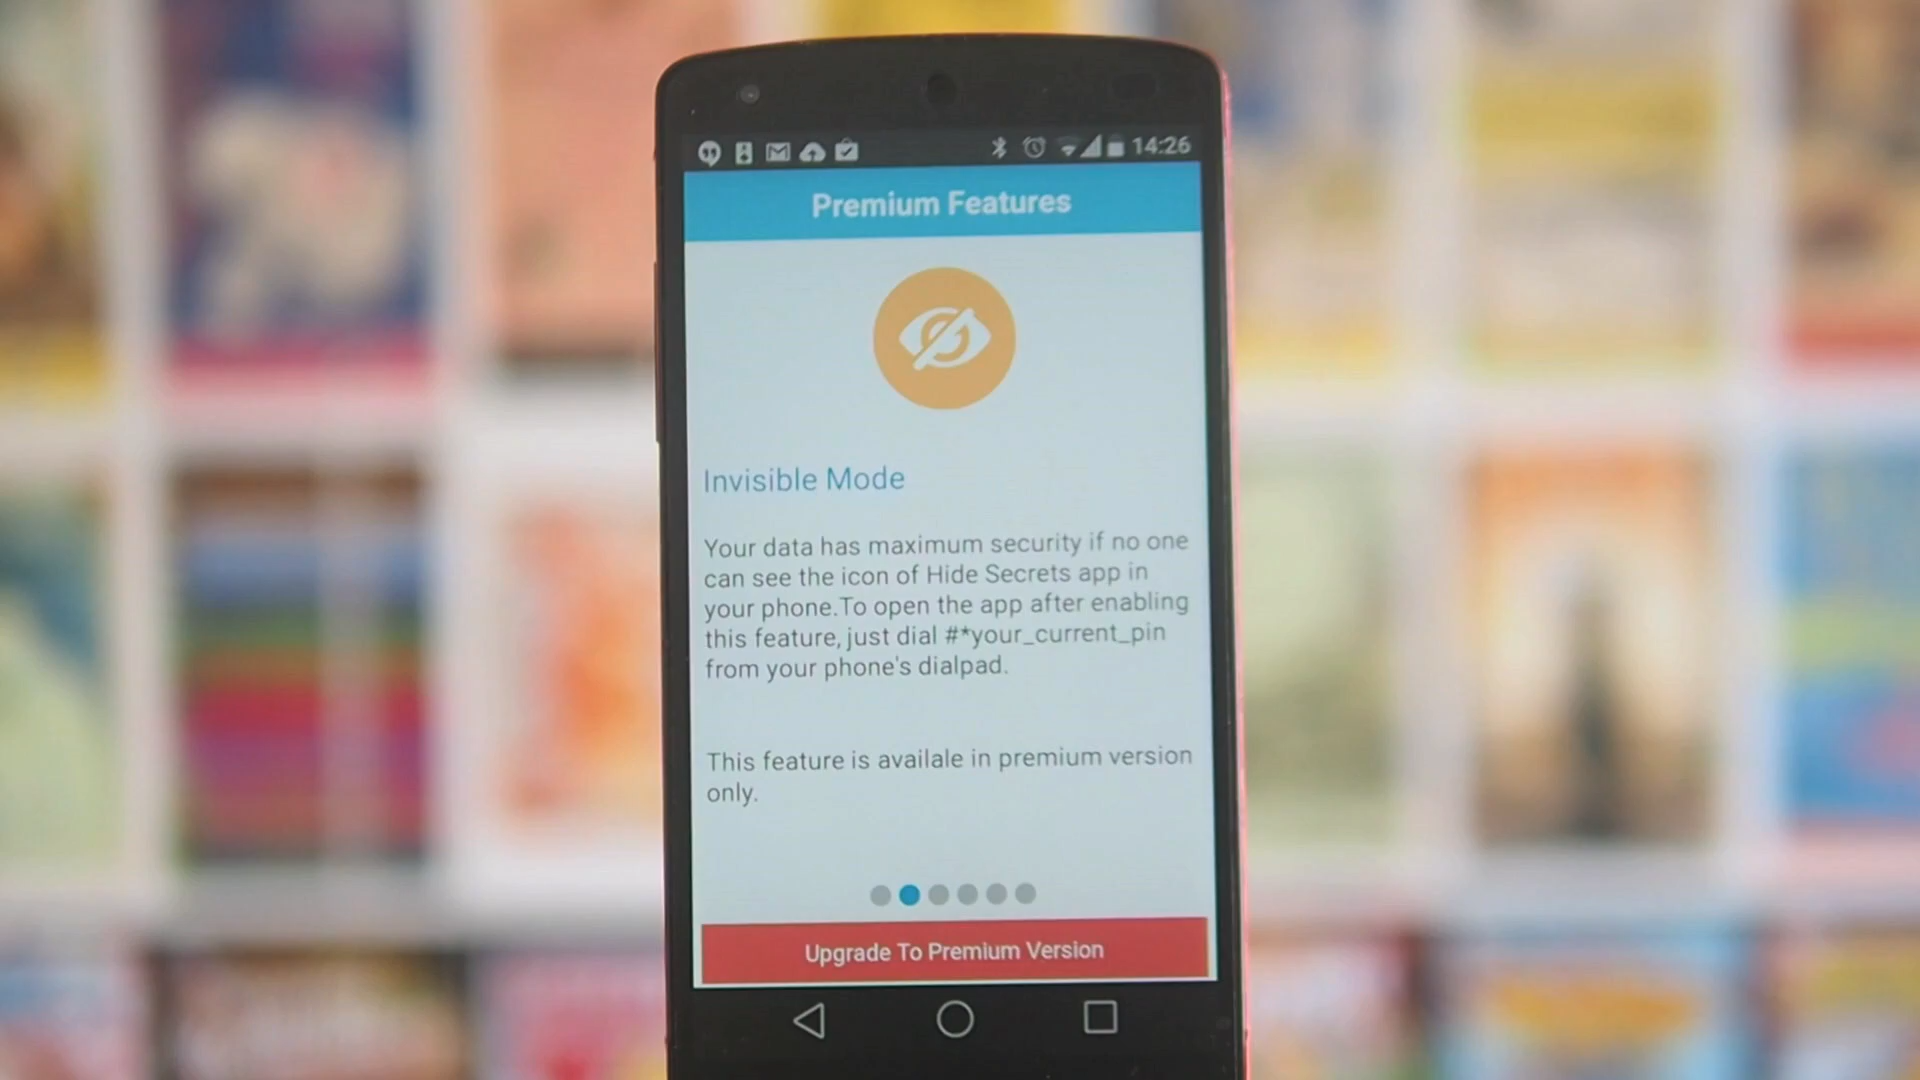 14:26
Premium Features
Invisible Mode
Your data has maximum security if no one
can see the icon of Hide Secrets app in
your phone.To open the app after enabling
this feature, just dial #*your_current_pin
from your phone's dialpad.
This feature is availale in premium version
only.
Upgrade To Premium Version